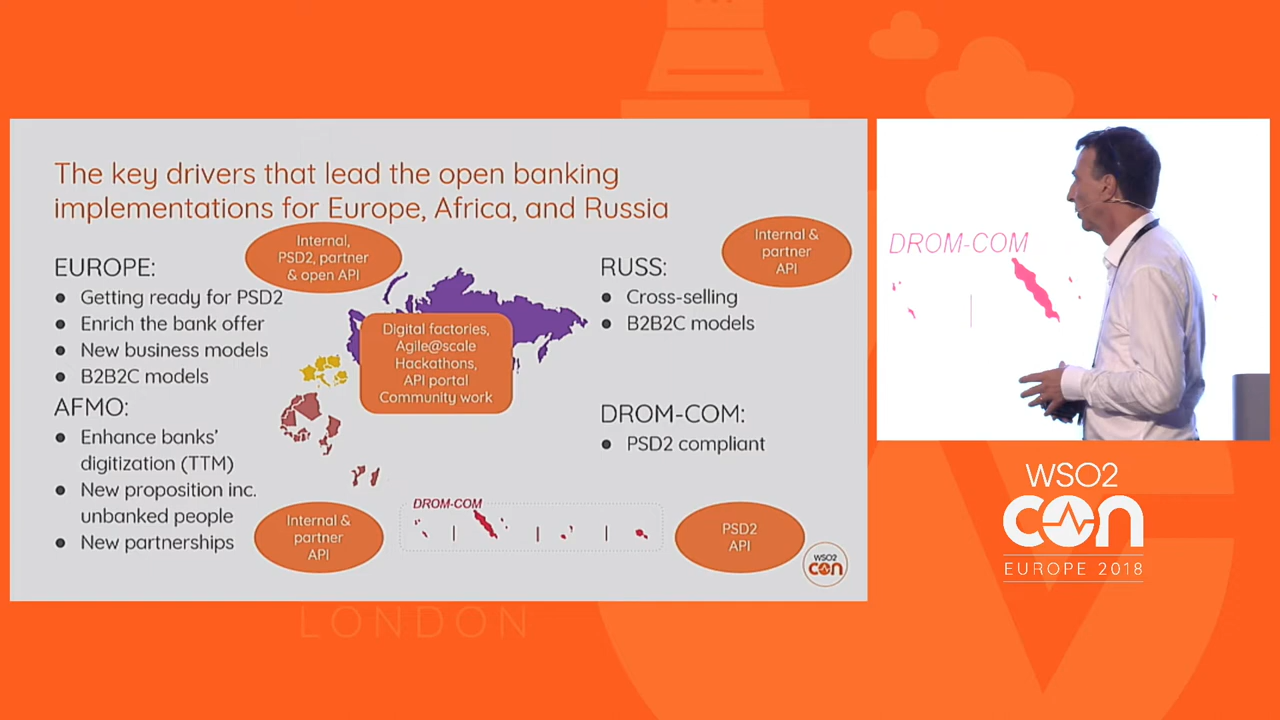 The key drivers that lead the open banking
implementations for Europe, Africa, and Russia
Internal,
PSD2, partner
& open API
EUROPE:
Getting ready for PSD2
Enrich the bank offer
New business models
B2B2C models
AFMO:
Enhance banks'
digitization (TTM)
New proposition inc.
unbanked people
New partnerships
Internal &
partner
API
Digital factories,
Agile@scale
Hackathons,
API portal
Community work
DROM-COM
Internal &
partner
API
RUSS:
Cross-selling
B2B2C models
DROM-COM:
PSD2 compliant
PSD2
API
WSO2
CON
DROM-COM
WSO2
CON
EUROPE 2018
LONDON